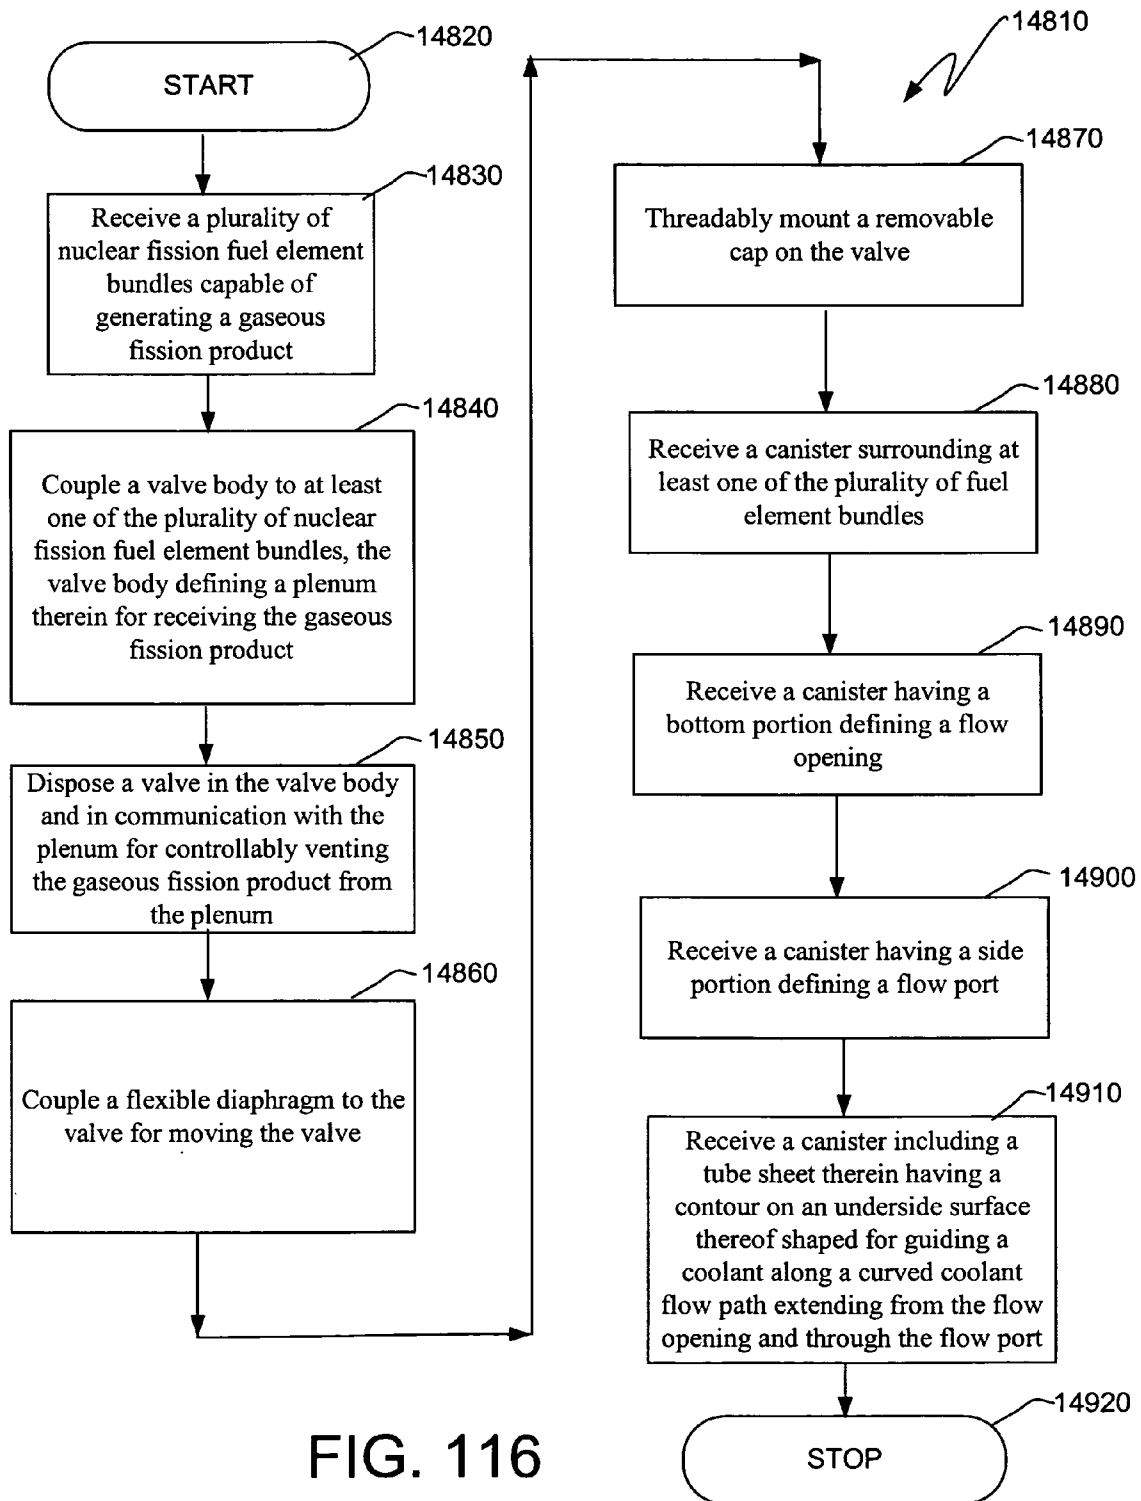 14820
START
14830
Receive a plurality of
nuclear fission fuel element
bundles capable of
generating a gaseous
fission product
14840
Couple a valve body to at least
one of the plurality of nuclear
fission fuel element bundles, the
valve body defining a plenum
therein for receiving the gaseous
fission product
14850
Dispose a valve in the valve body
and in communication with the
plenum for controllably venting
the gaseous fission product from
the plenum
14860
Couple a flexible diaphragm to the
valve for moving the valve
14810
14870
Threadably mount a removable
cap on the valve
14880
Receive a canister surrounding at
least one of the plurality of fuel
element bundles
14890
Receive a canister having a
bottom portion defining a flow
opening
14900
Receive a canister having a side
portion defining a flow port
14910
Receive a canister including a
tube sheet therein having a
contour on an underside surface
thereof shaped for guiding a
coolant along a curved coolant
flow path extending from the flow
opening and through the flow port
14920
STOP
FIG. 116